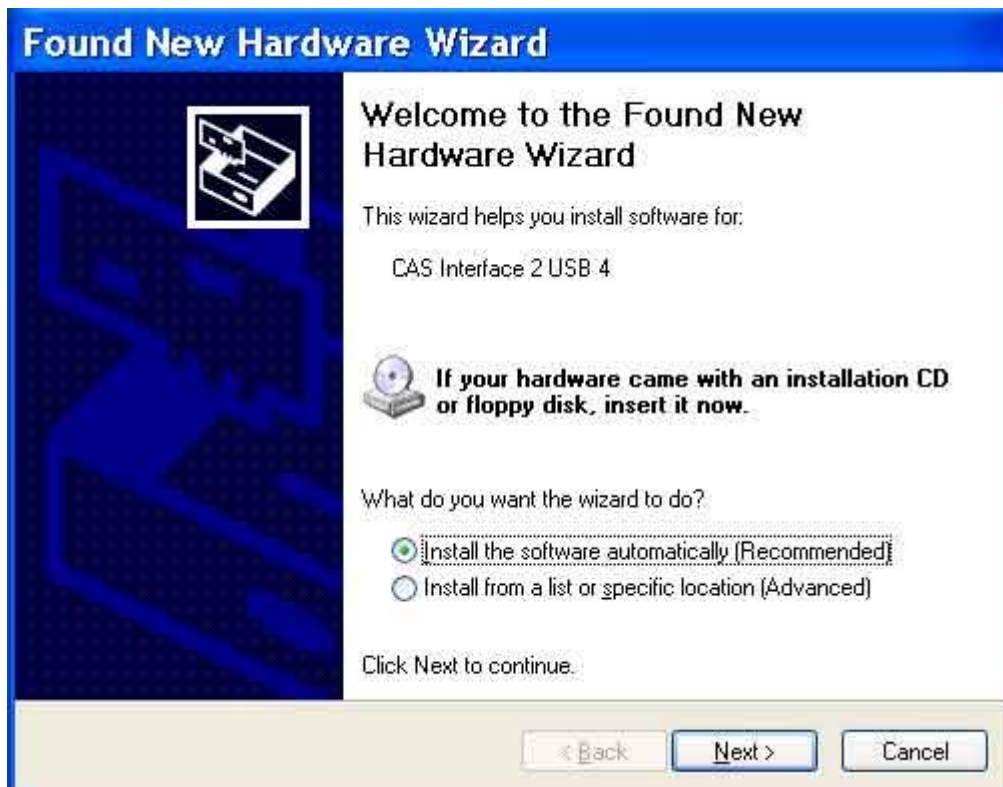 Found New Hardware Wizard
Welcome to the Found New
Hardware Wizard
This wizard helps you install software for:
CAS Interface 2 USB 4
If your hardware came with an installation CD
or floppy disk, insert it now.
What do you want the wizard to do?
Install the software automatically (Recommended)
Install from a list or specific location (Advanced)
Click Next to continue.
< Back Next > Cancel